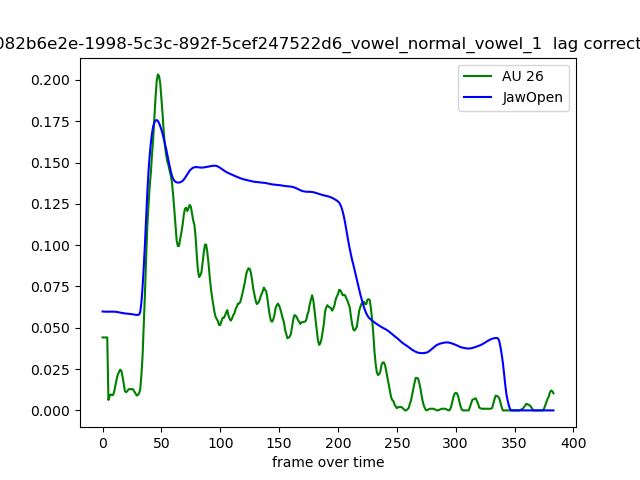 082b6e2e-1998-5c3c-892f-5cef247522d6_vowel_normal_vowel_1 lag correct
AU 26
JawOpen
0.200
0.175
0.150
0.125
0.100
0.075
0.050
0.025
0.000
0 50 100 150 200 250 300 350 400
frame over time